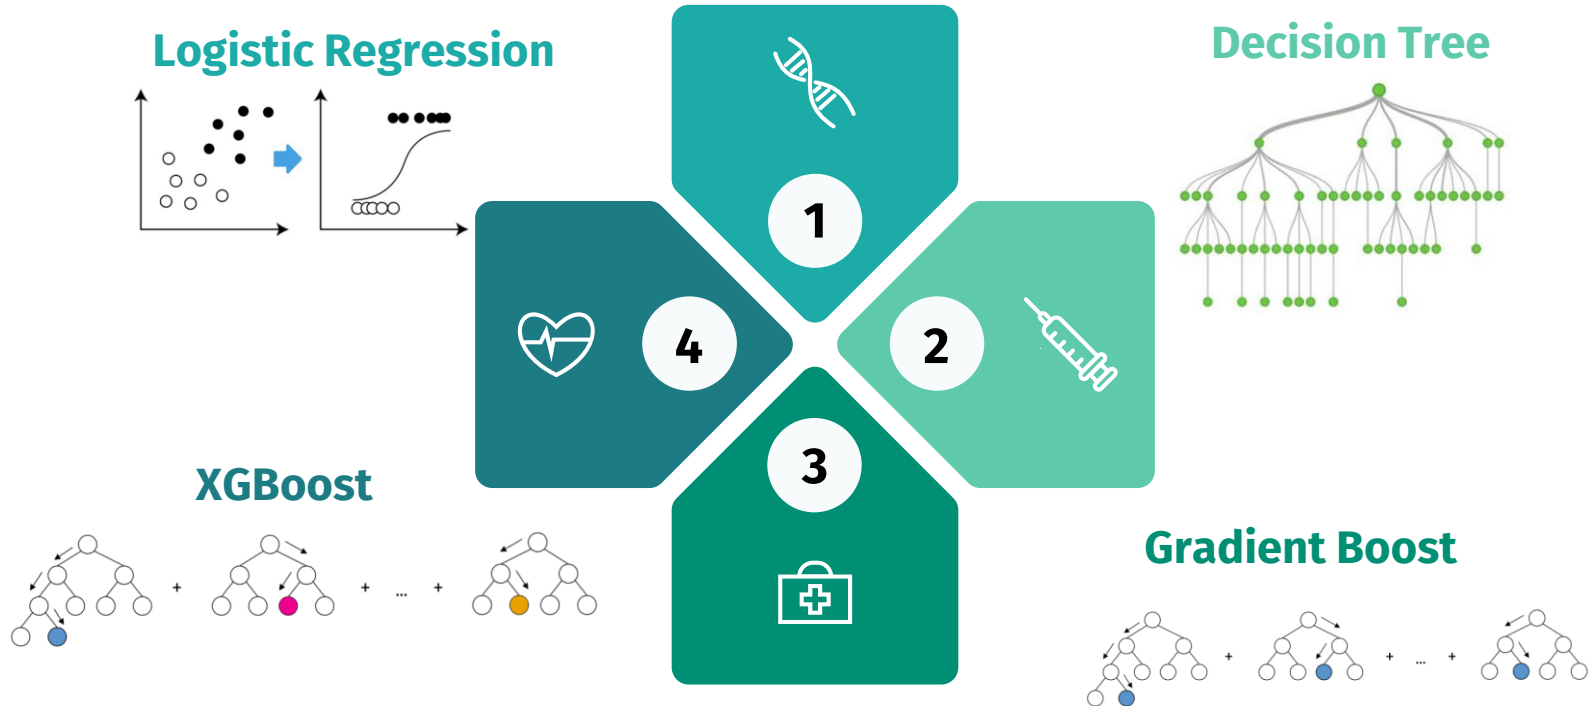 Logistic Regression
1
Decision Tree
4
2
3
XGBoost
+ + ... +
Gradient Boost
+ + ... +